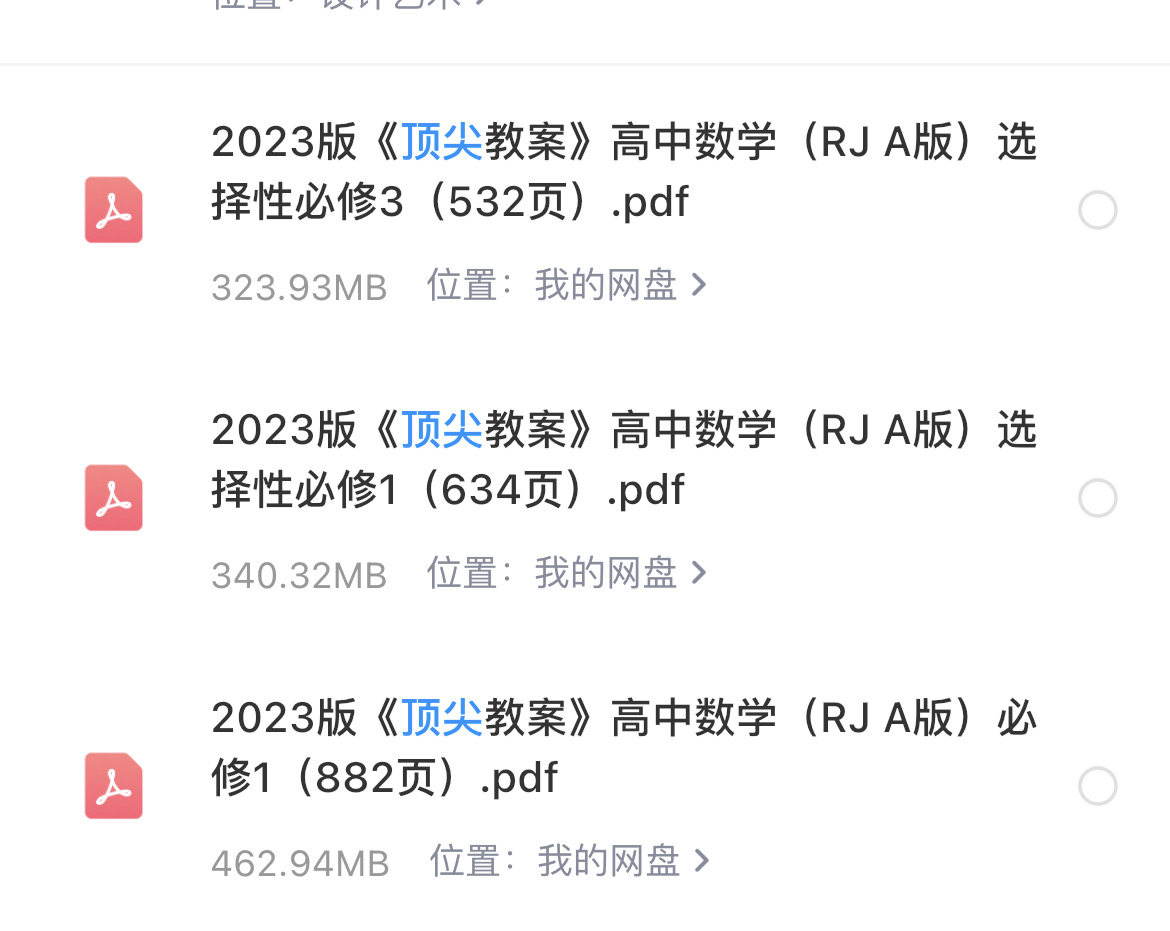 位置：设计艺术
2023版《顶尖教案》高中数学（RJ A版）选
择性必修3（532页）.pdf
323.93MB 位置：我的网盘
2023版《顶尖教案》高中数学（RJ A版）选
择性必修1（634页）.pdf
340.32MB 位置：我的网盘
2023版《顶尖教案》高中数学（RJ A版）必
修1（882页）.pdf
462.94MB 位置：我的网盘